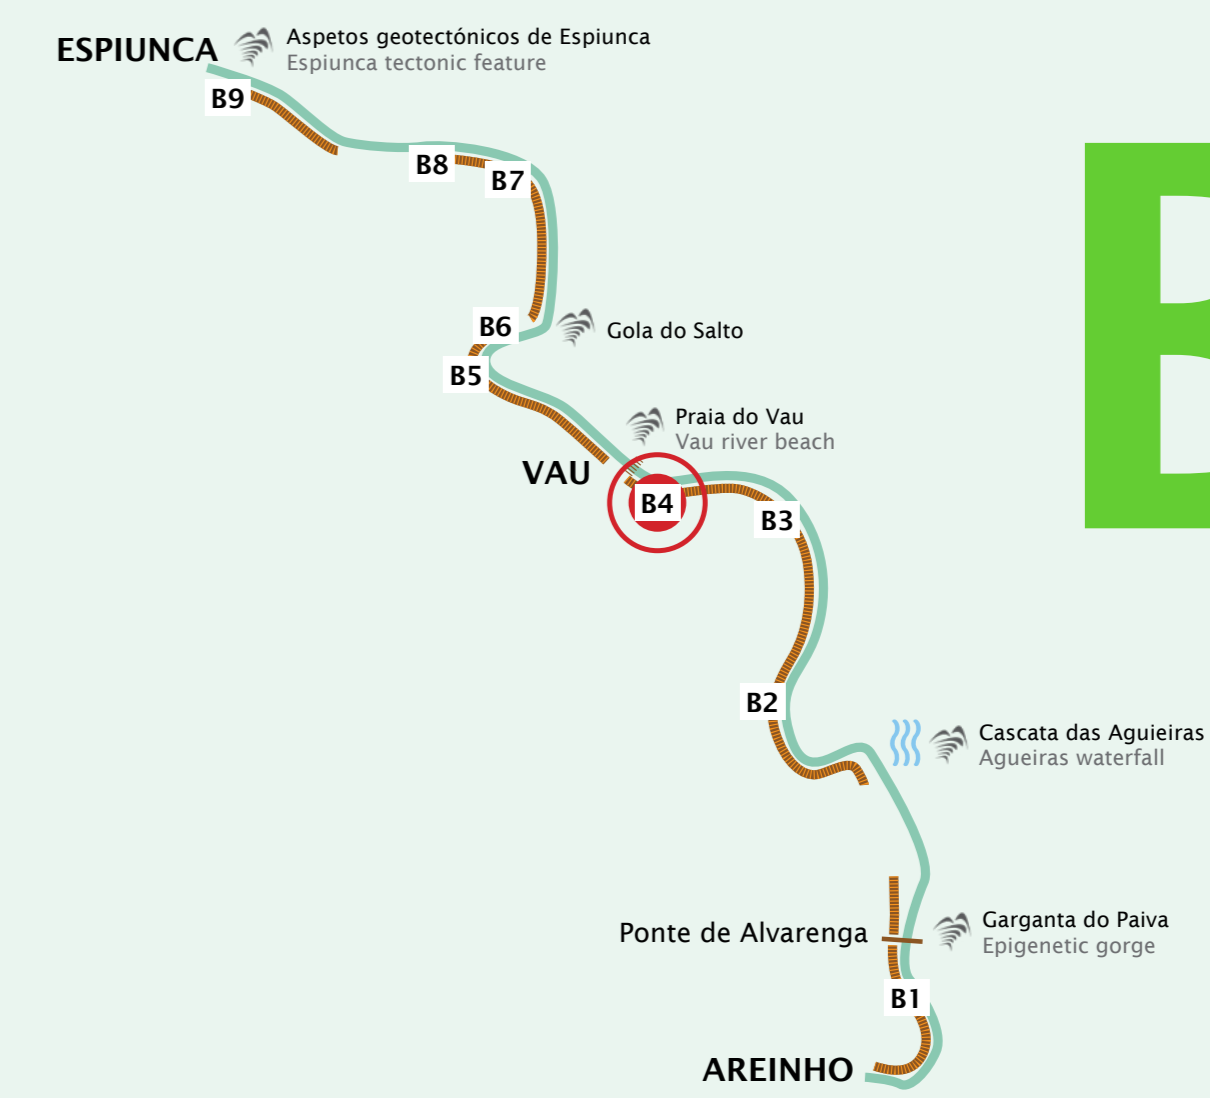 ESPIUNCA
Aspetos geotectónicos de Espiunca
Espiunca tectonic feature
B9
B8
B7
B6
Gola do Salto
B5
Praia do Vau
Vau river beach
VAU
B4
B3
B2
Cascata das Aguieiras
Agueiras waterfall
Ponte de Alvarenga
Garganta do Paiva
Epigenetic gorge
B1
AREINHO